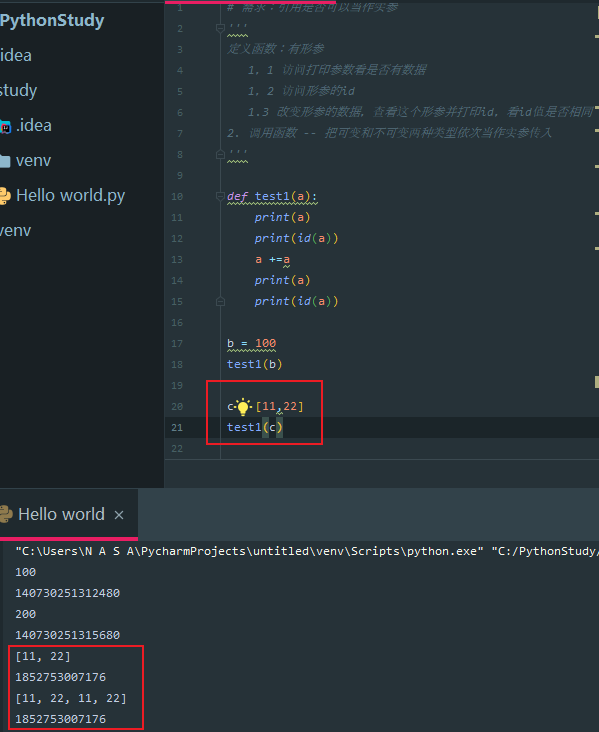 PythonStudy
idea
study
.idea
venv
Hello world.py
venv
1 # 需求：引用是否可以当作实参
2 '''
3 定义函数：有形参
4 1. 1 访问打印参数看是否有数据
5 1. 2 访问形参的id
6 1.3 改变形参的数据，查看这个形参并打印id，看id值是否相同
7 2. 调用函数 -- 把可变和不可变两种类型依次当作实参传入
8 '''
9
10 def test1(a):
11 print(a)
12 print(id(a))
13 a +=a
14 print(a)
15 print(id(a))
16
17 b = 100
18 test1(b)
19
20 c [11,22]
21 test1(c)
22
Hello world ×
"C:\Users\N A S A\PycharmProjects\untitled\venv\Scripts\python.exe" "C:/PythonStudy/
100
140730251312480
200
140730251315680
[11, 22]
1852753007176
[11, 22, 11, 22]
1852753007176